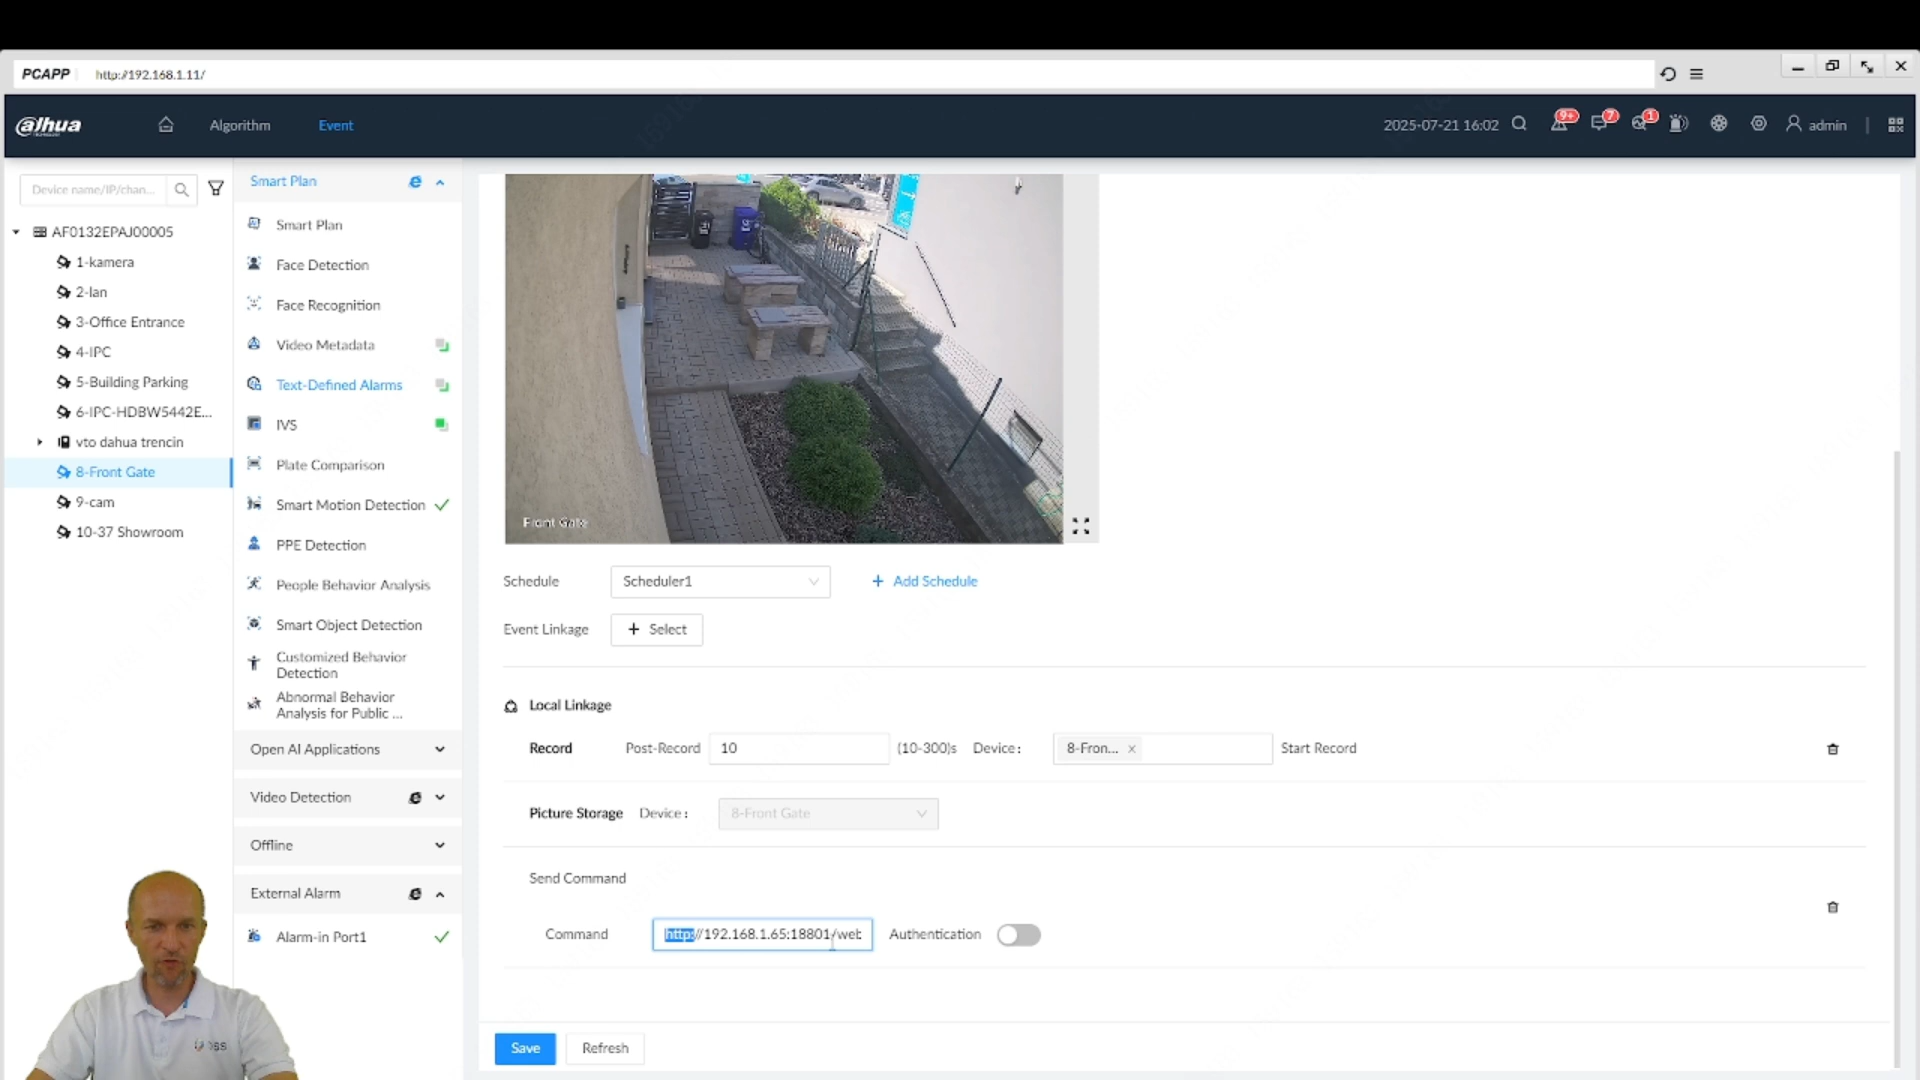 PCAPP http://192.168.1.11/
alhua
TECHNOLOGY
Algorithm
Event
2025-07-21 16:02
9+
7
1
admin
Device name/IP/chan...
AF0132EPAJ00005
1-kamera
2-lan
3-Office Entrance
4-IPC
5-Building Parking
6-IPC-HDBW5442E...
vto dahua trencin
8-Front Gate
9-cam
10-37 Showroom
Smart Plan
Smart Plan
Face Detection
Face Recognition
Video Metadata
Text-Defined Alarms
IVS
Plate Comparison
Smart Motion Detection
PPE Detection
People Behavior Analysis
Smart Object Detection
Customized Behavior
Detection
Abnormal Behavior
Analysis for Public ...
Open AI Applications
Video Detection
Offline
External Alarm
Alarm-in Port1
Front Gate
Schedule Scheduler1 + Add Schedule
Event Linkage + Select
Local Linkage
Record Post-Record 10 (10-300)s Device: 8-Fron... × Start Record
Picture Storage Device: 8-Front Gate
Send Command
Command http://192.168.1.65:18801/web Authentication
Save Refresh